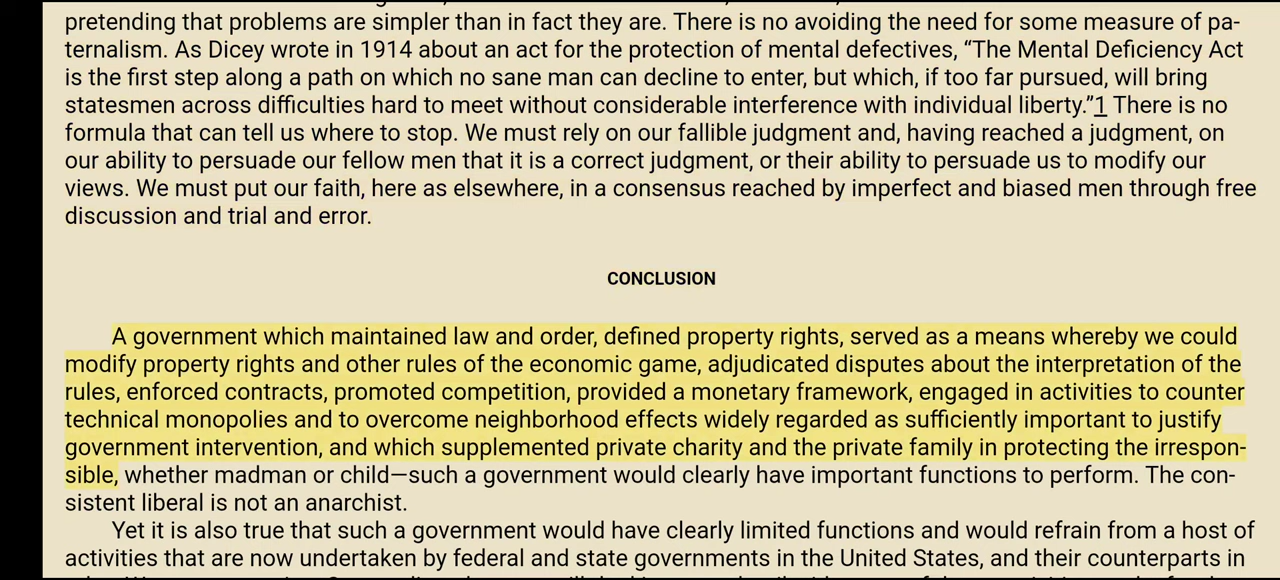 pretending that problems are simpler than in fact they are. There is no avoiding the need for some measure of pa-
ternalism. As Dicey wrote in 1914 about an act for the protection of mental defectives, “The Mental Deficiency Act
is the first step along a path on which no sane man can decline to enter, but which, if too far pursued, will bring
statesmen across difficulties hard to meet without considerable interference with individual liberty.”1 There is no
formula that can tell us where to stop. We must rely on our fallible judgment and, having reached a judgment, on
our ability to persuade our fellow men that it is a correct judgment, or their ability to persuade us to modify our
views. We must put our faith, here as elsewhere, in a consensus reached by imperfect and biased men through free
discussion and trial and error.
CONCLUSION
A government which maintained law and order, defined property rights, served as a means whereby we could
modify property rights and other rules of the economic game, adjudicated disputes about the interpretation of the
rules, enforced contracts, promoted competition, provided a monetary framework, engaged in activities to counter
technical monopolies and to overcome neighborhood effects widely regarded as sufficiently important to justify
government intervention, and which supplemented private charity and the private family in protecting the irrespon-
sible, whether madman or child—such a government would clearly have important functions to perform. The con-
sistent liberal is not an anarchist.
Yet it is also true that such a government would have clearly limited functions and would refrain from a host of
activities that are now undertaken by federal and state governments in the United States, and their counterparts in